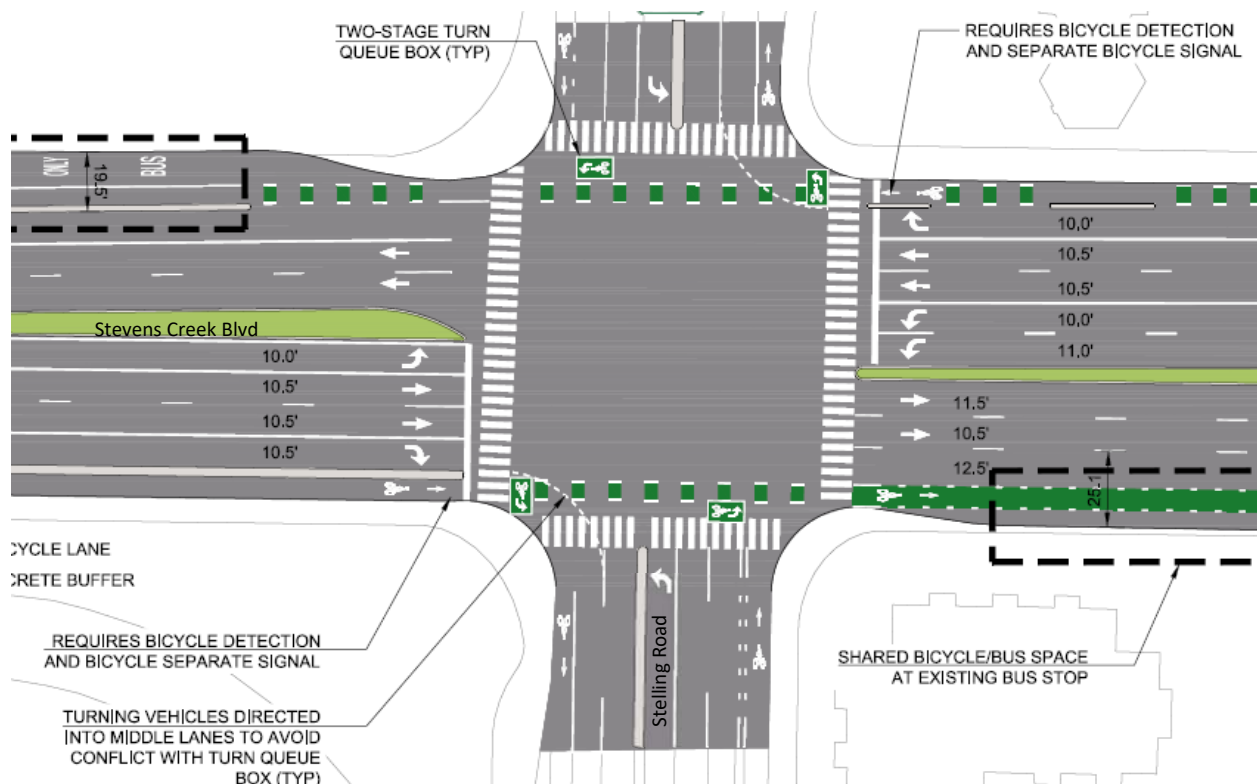 TWO-STAGE TURN
QUEUE BOX (TYP)
REQUIRES BICYCLE DETECTION
AND SEPARATE BICYCLE SIGNAL
ONLY
BUS
19.5'
10.0'
10.5'
10.5'
10.0'
11.0'
Stevens Creek Blvd
10.0'
10.5'
10.5'
10.5'
11.5'
10.5'
12.5'
25.1
CYCLE LANE
CRETE BUFFER
REQUIRES BICYCLE DETECTION
AND BICYCLE SEPARATE SIGNAL
TURNING VEHICLES DIRECTED
INTO MIDDLE LANES TO AVOID
CONFLICT WITH TURN QUEUE
BOX (TYP)
Stelling Road
SHARED BICYCLE/BUS SPACE
AT EXISTING BUS STOP